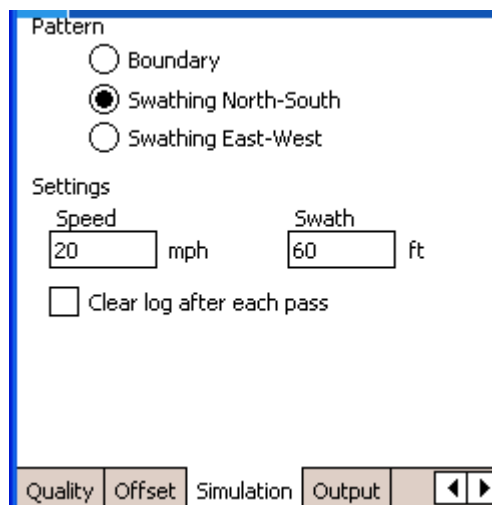 Pattern
Boundary
Swathing North-South
Swathing East-West
Settings
Speed Swath
20 mph 60 ft
Clear log after each pass
Quality Offset Simulation Output